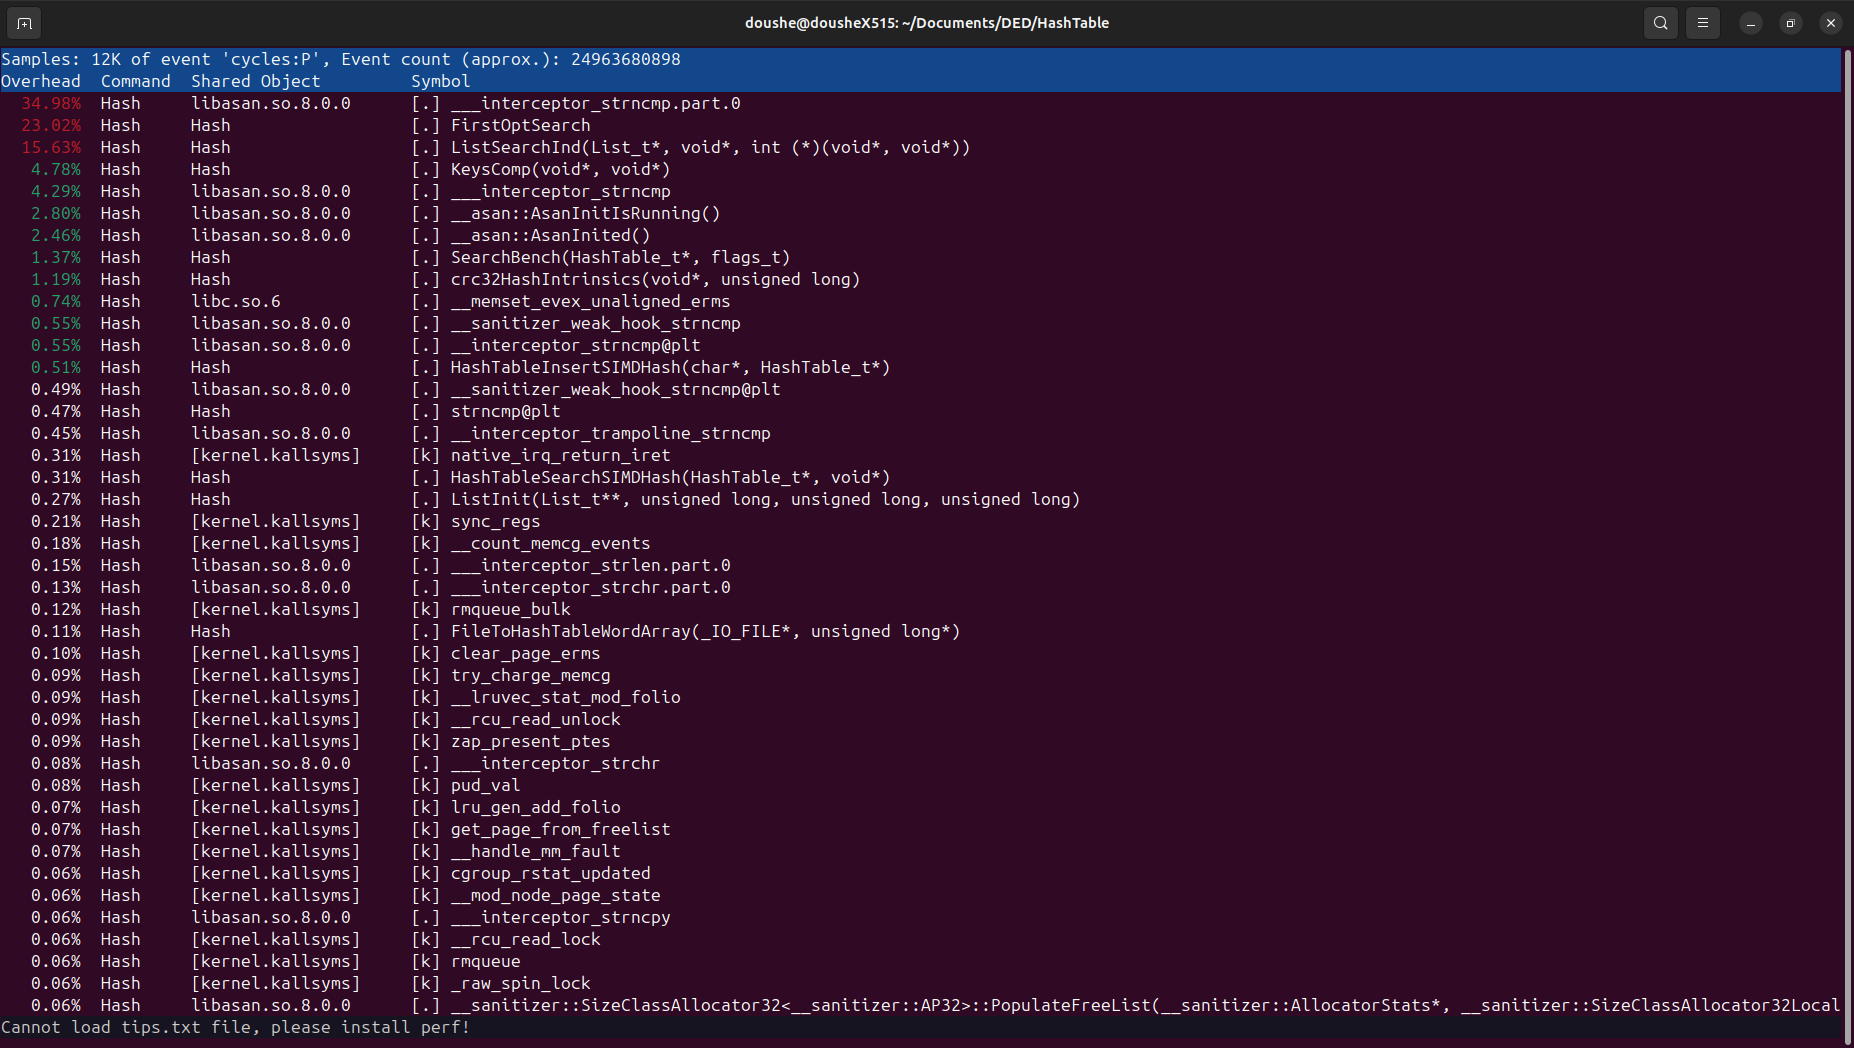 doushe@dousheX515: ~/Documents/DED/HashTable
Samples: 12K of event 'cycles:P', Event count (approx.): 24963680898
Overhead  Command  Shared Object         Symbol
34.98%  Hash     libasan.so.8.0.0      [.] ___interceptor_strncmp.part.0
23.02%  Hash     Hash                  [.] FirstOptSearch
15.63%  Hash     Hash                  [.] ListSearchInd(List_t*, void*, int (*)(void*, void*))
4.78%  Hash     Hash                  [.] KeysComp(void*, void*)
4.29%  Hash     libasan.so.8.0.0      [.] ___interceptor_strncmp
2.80%  Hash     libasan.so.8.0.0      [.] __asan::AsanInitIsRunning()
2.46%  Hash     libasan.so.8.0.0      [.] __asan::AsanInited()
1.37%  Hash     Hash                  [.] SearchBench(HashTable_t*, flags_t)
1.19%  Hash     Hash                  [.] crc32HashIntrinsics(void*, unsigned long)
0.74%  Hash     libc.so.6             [.] __memset_evex_unaligned_erms
0.55%  Hash     libasan.so.8.0.0      [.] __sanitizer_weak_hook_strncmp
0.55%  Hash     libasan.so.8.0.0      [.] __interceptor_strncmp@plt
0.51%  Hash     Hash                  [.] HashTableInsertSIMDHash(char*, HashTable_t*)
0.49%  Hash     libasan.so.8.0.0      [.] __sanitizer_weak_hook_strncmp@plt
0.47%  Hash     Hash                  [.] strncmp@plt
0.45%  Hash     libasan.so.8.0.0      [.] __interceptor_trampoline_strncmp
0.31%  Hash     [kernel.kallsyms]     [k] native_irq_return_iret
0.31%  Hash     Hash                  [.] HashTableSearchSIMDHash(HashTable_t*, void*)
0.27%  Hash     Hash                  [.] ListInit(List_t**, unsigned long, unsigned long, unsigned long)
0.21%  Hash     [kernel.kallsyms]     [k] sync_regs
0.18%  Hash     [kernel.kallsyms]     [k] __count_memcg_events
0.15%  Hash     libasan.so.8.0.0      [.] ___interceptor_strlen.part.0
0.13%  Hash     libasan.so.8.0.0      [.] ___interceptor_strchr.part.0
0.12%  Hash     [kernel.kallsyms]     [k] rmqueue_bulk
0.11%  Hash     Hash                  [.] FileToHashTableWordArray(_IO_FILE*, unsigned long*)
0.10%  Hash     [kernel.kallsyms]     [k] clear_page_erms
0.09%  Hash     [kernel.kallsyms]     [k] try_charge_memcg
0.09%  Hash     [kernel.kallsyms]     [k] __lruvec_stat_mod_folio
0.09%  Hash     [kernel.kallsyms]     [k] __rcu_read_unlock
0.09%  Hash     [kernel.kallsyms]     [k] zap_present_ptes
0.08%  Hash     libasan.so.8.0.0      [.] ___interceptor_strchr
0.08%  Hash     [kernel.kallsyms]     [k] pud_val
0.07%  Hash     [kernel.kallsyms]     [k] lru_gen_add_folio
0.07%  Hash     [kernel.kallsyms]     [k] get_page_from_freelist
0.07%  Hash     [kernel.kallsyms]     [k] __handle_mm_fault
0.06%  Hash     [kernel.kallsyms]     [k] cgroup_rstat_updated
0.06%  Hash     [kernel.kallsyms]     [k] __mod_node_page_state
0.06%  Hash     libasan.so.8.0.0      [.] ___interceptor_strncpy
0.06%  Hash     [kernel.kallsyms]     [k] __rcu_read_lock
0.06%  Hash     [kernel.kallsyms]     [k] rmqueue
0.06%  Hash     [kernel.kallsyms]     [k] _raw_spin_lock
0.06%  Hash     libasan.so.8.0.0      [.] __sanitizer::SizeClassAllocator32<__sanitizer::AP32>::PopulateFreeList(__sanitizer::AllocatorStats*, __sanitizer::SizeClassAllocator32Local
Cannot load tips.txt file, please install perf!